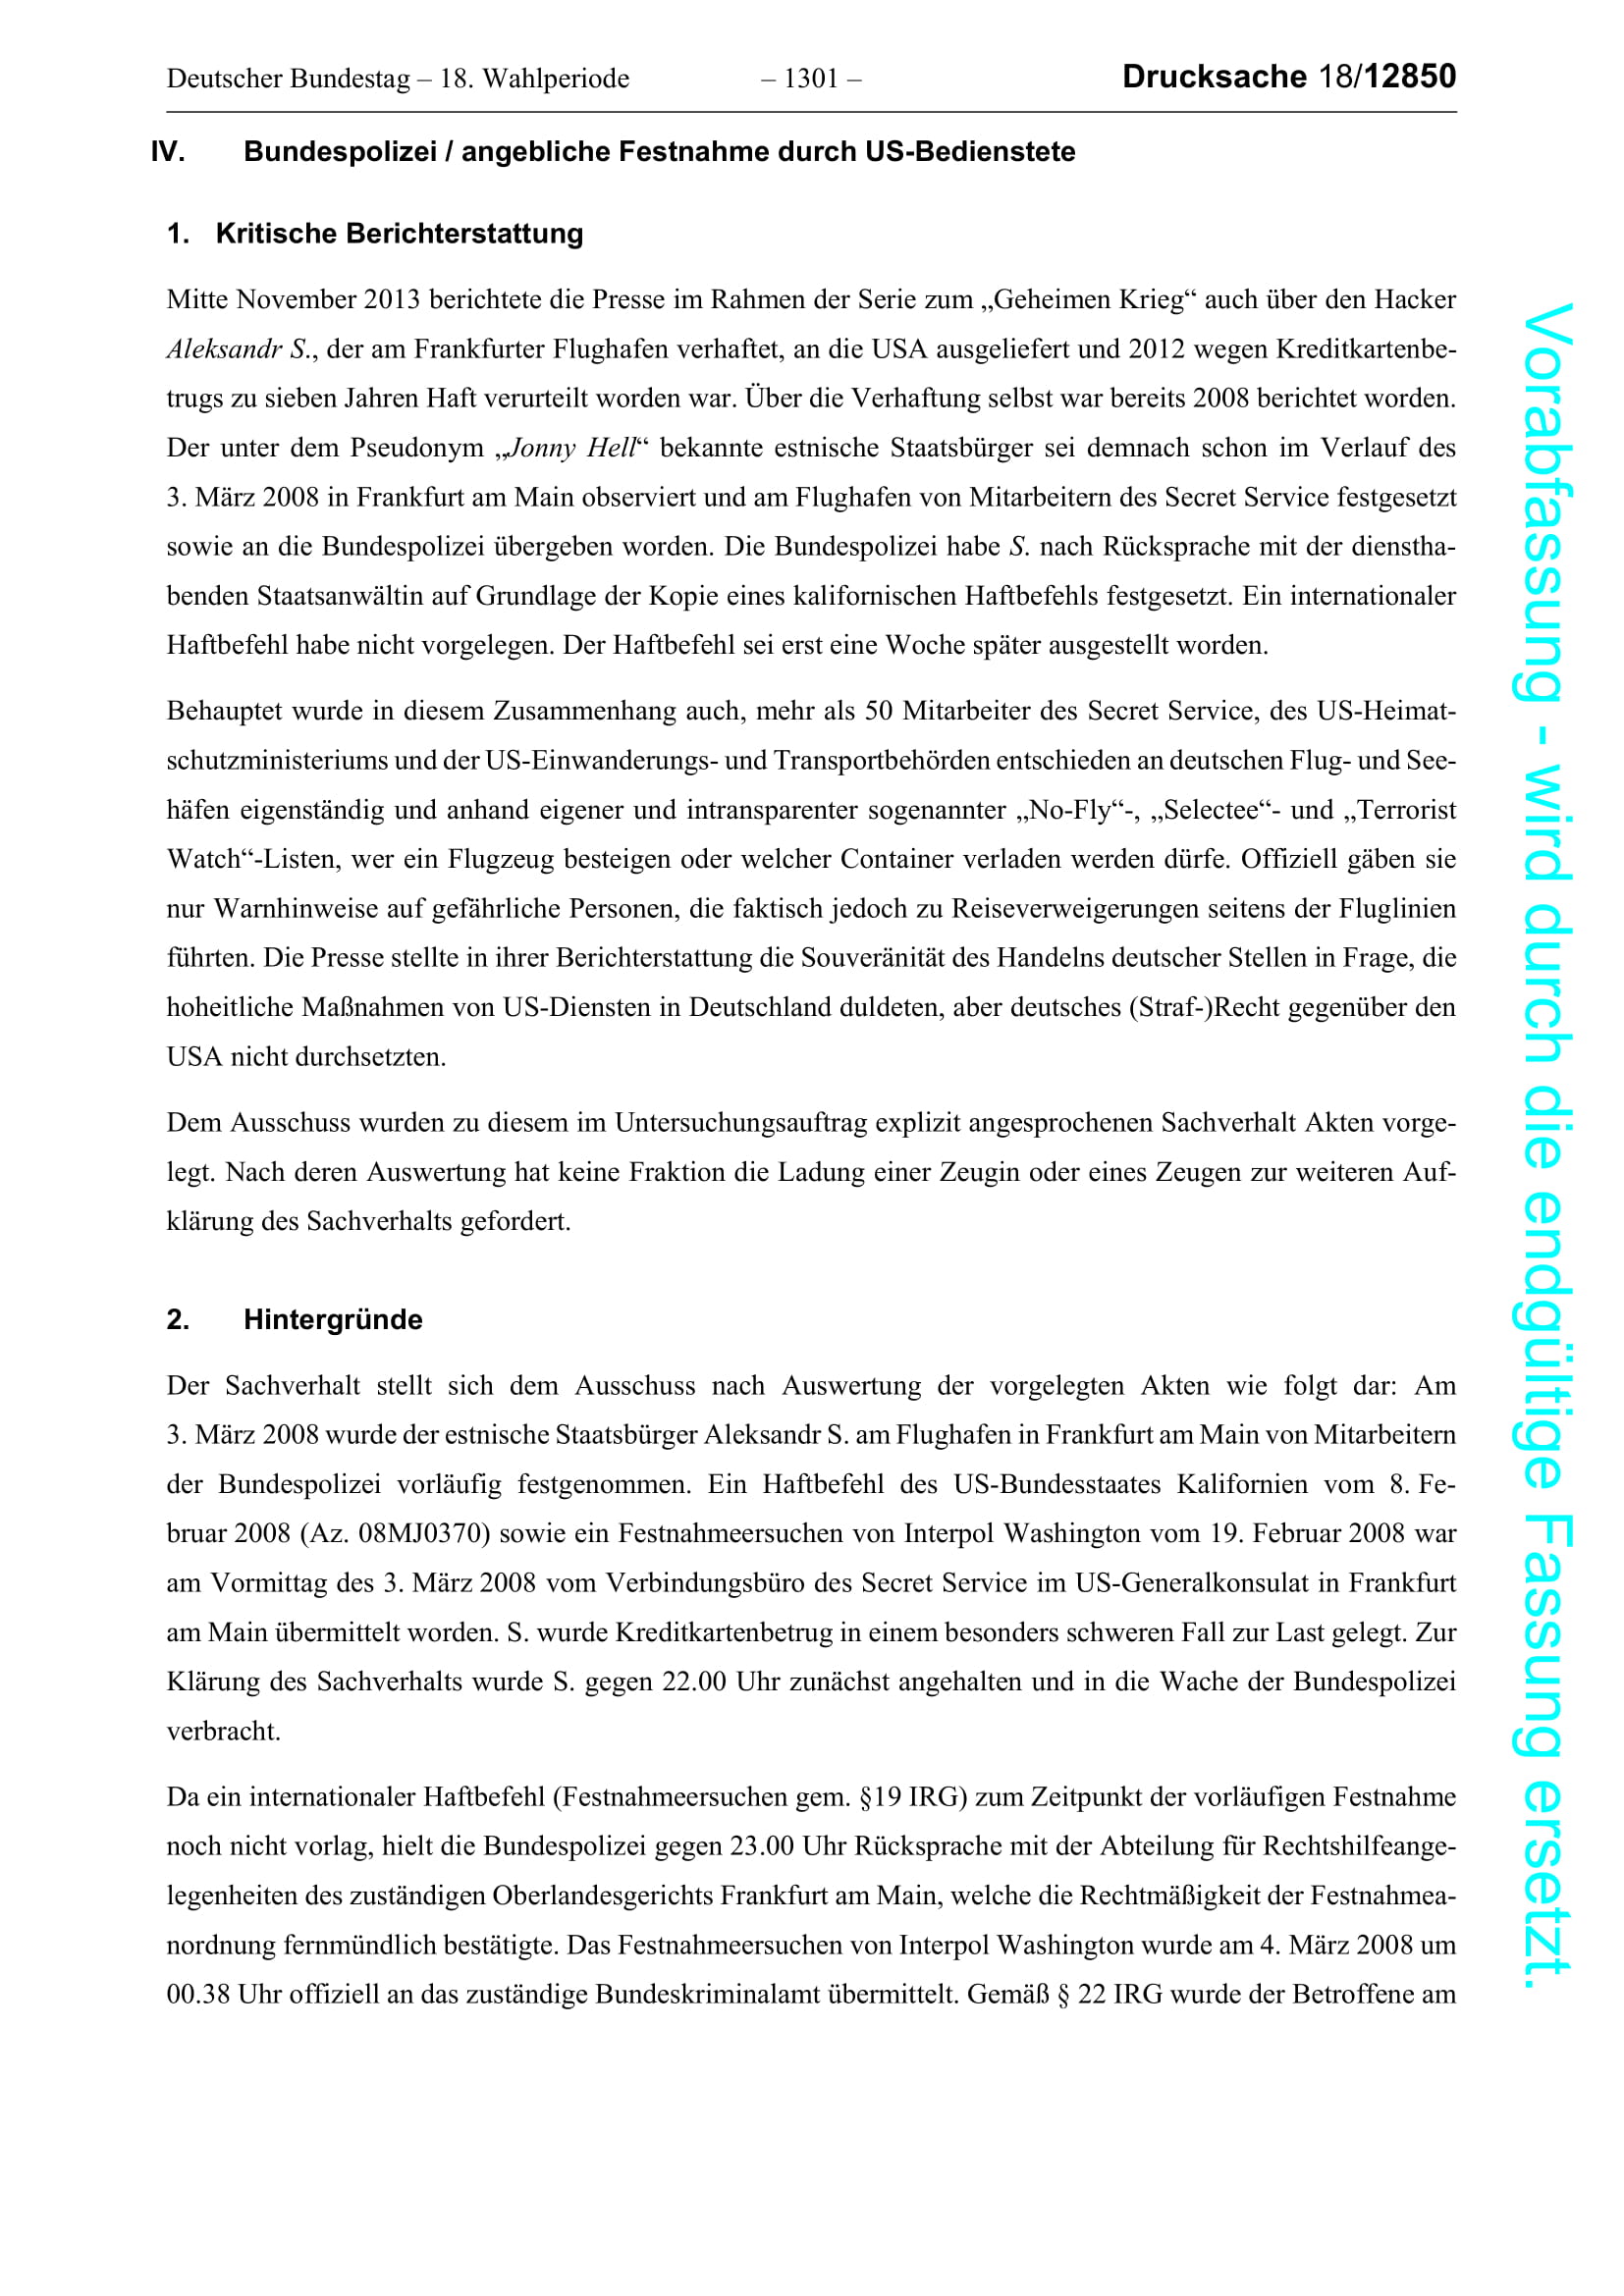 Deutscher Bundestag – 18. Wahlperiode – 1301 – Drucksache 18/12850
IV. Bundespolizei / angebliche Festnahme durch US-Bedienstete
1. Kritische Berichterstattung
Mitte November 2013 berichtete die Presse im Rahmen der Serie zum „Geheimen Krieg“ auch über den Hacker
Aleksandr S., der am Frankfurter Flughafen verhaftet, an die USA ausgeliefert und 2012 wegen Kreditkartenbe-
trugs zu sieben Jahren Haft verurteilt worden war. Über die Verhaftung selbst war bereits 2008 berichtet worden.
Der unter dem Pseudonym „Jonny Hell“ bekannte estnische Staatsbürger sei demnach schon im Verlauf des
3. März 2008 in Frankfurt am Main observiert und am Flughafen von Mitarbeitern des Secret Service festgesetzt
sowie an die Bundespolizei übergeben worden. Die Bundespolizei habe S. nach Rücksprache mit der dienstha-
benden Staatsanwältin auf Grundlage der Kopie eines kalifornischen Haftbefehls festgesetzt. Ein internationaler
Haftbefehl habe nicht vorgelegen. Der Haftbefehl sei erst eine Woche später ausgestellt worden.
Behauptet wurde in diesem Zusammenhang auch, mehr als 50 Mitarbeiter des Secret Service, des US-Heimat-
schutzministeriums und der US-Einwanderungs- und Transportbehörden entschieden an deutschen Flug- und See-
häfen eigenständig und anhand eigener und intransparenter sogenannter „No-Fly“-, „Selectee“- und „Terrorist
Watch“-Listen, wer ein Flugzeug besteigen oder welcher Container verladen werden dürfe. Offiziell gäben sie
nur Warnhinweise auf gefährliche Personen, die faktisch jedoch zu Reiseverweigerungen seitens der Fluglinien
führten. Die Presse stellte in ihrer Berichterstattung die Souveränität des Handelns deutscher Stellen in Frage, die
hoheitliche Maßnahmen von US-Diensten in Deutschland duldeten, aber deutsches (Straf-)Recht gegenüber den
USA nicht durchsetzten.
Dem Ausschuss wurden zu diesem im Untersuchungsauftrag explizit angesprochenen Sachverhalt Akten vorge-
legt. Nach deren Auswertung hat keine Fraktion die Ladung einer Zeugin oder eines Zeugen zur weiteren Auf-
klärung des Sachverhalts gefordert.
2. Hintergründe
Der Sachverhalt stellt sich dem Ausschuss nach Auswertung der vorgelegten Akten wie folgt dar: Am
3. März 2008 wurde der estnische Staatsbürger Aleksandr S. am Flughafen in Frankfurt am Main von Mitarbeitern
der Bundespolizei vorläufig festgenommen. Ein Haftbefehl des US-Bundesstaates Kalifornien vom 8. Fe-
bruar 2008 (Az. 08MJ0370) sowie ein Festnahmeersuchen von Interpol Washington vom 19. Februar 2008 war
am Vormittag des 3. März 2008 vom Verbindungsbüro des Secret Service im US-Generalkonsulat in Frankfurt
am Main übermittelt worden. S. wurde Kreditkartenbetrug in einem besonders schweren Fall zur Last gelegt. Zur
Klärung des Sachverhalts wurde S. gegen 22.00 Uhr zunächst angehalten und in die Wache der Bundespolizei
verbracht.
Da ein internationaler Haftbefehl (Festnahmeersuchen gem. §19 IRG) zum Zeitpunkt der vorläufigen Festnahme
noch nicht vorlag, hielt die Bundespolizei gegen 23.00 Uhr Rücksprache mit der Abteilung für Rechtshilfeange-
legenheiten des zuständigen Oberlandesgerichts Frankfurt am Main, welche die Rechtmäßigkeit der Festnahmea-
nordnung fernmündlich bestätigte. Das Festnahmeersuchen von Interpol Washington wurde am 4. März 2008 um
00.38 Uhr offiziell an das zuständige Bundeskriminalamt übermittelt. Gemäß § 22 IRG wurde der Betroffene am
Vorabfassung - wird durch die endgültige Fassung ersetzt.